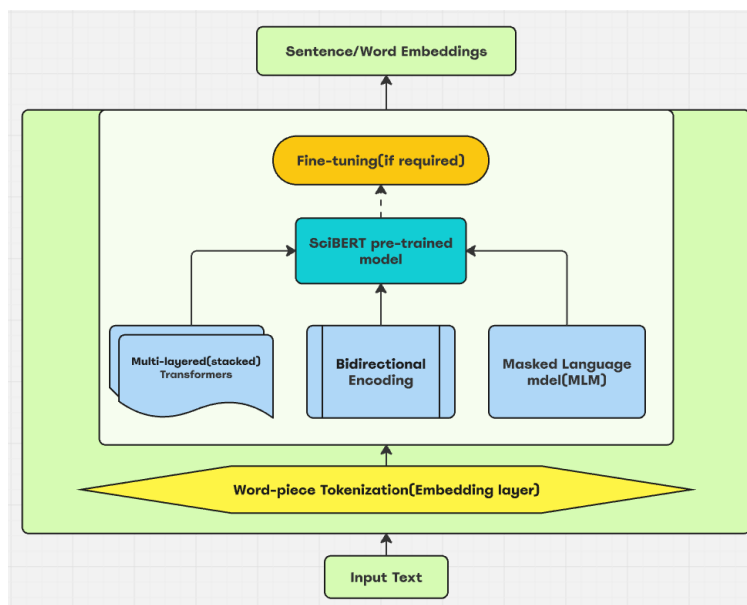 Sentence/Word Embeddings
Fine-tuning(if required)
SciBERT pre-trained
model
Multi-layered(stacked)
Transformers
Bidirectional
Encoding
Masked Language
mdel(MLM)
Word-piece Tokenization(Embedding layer)
Input Text